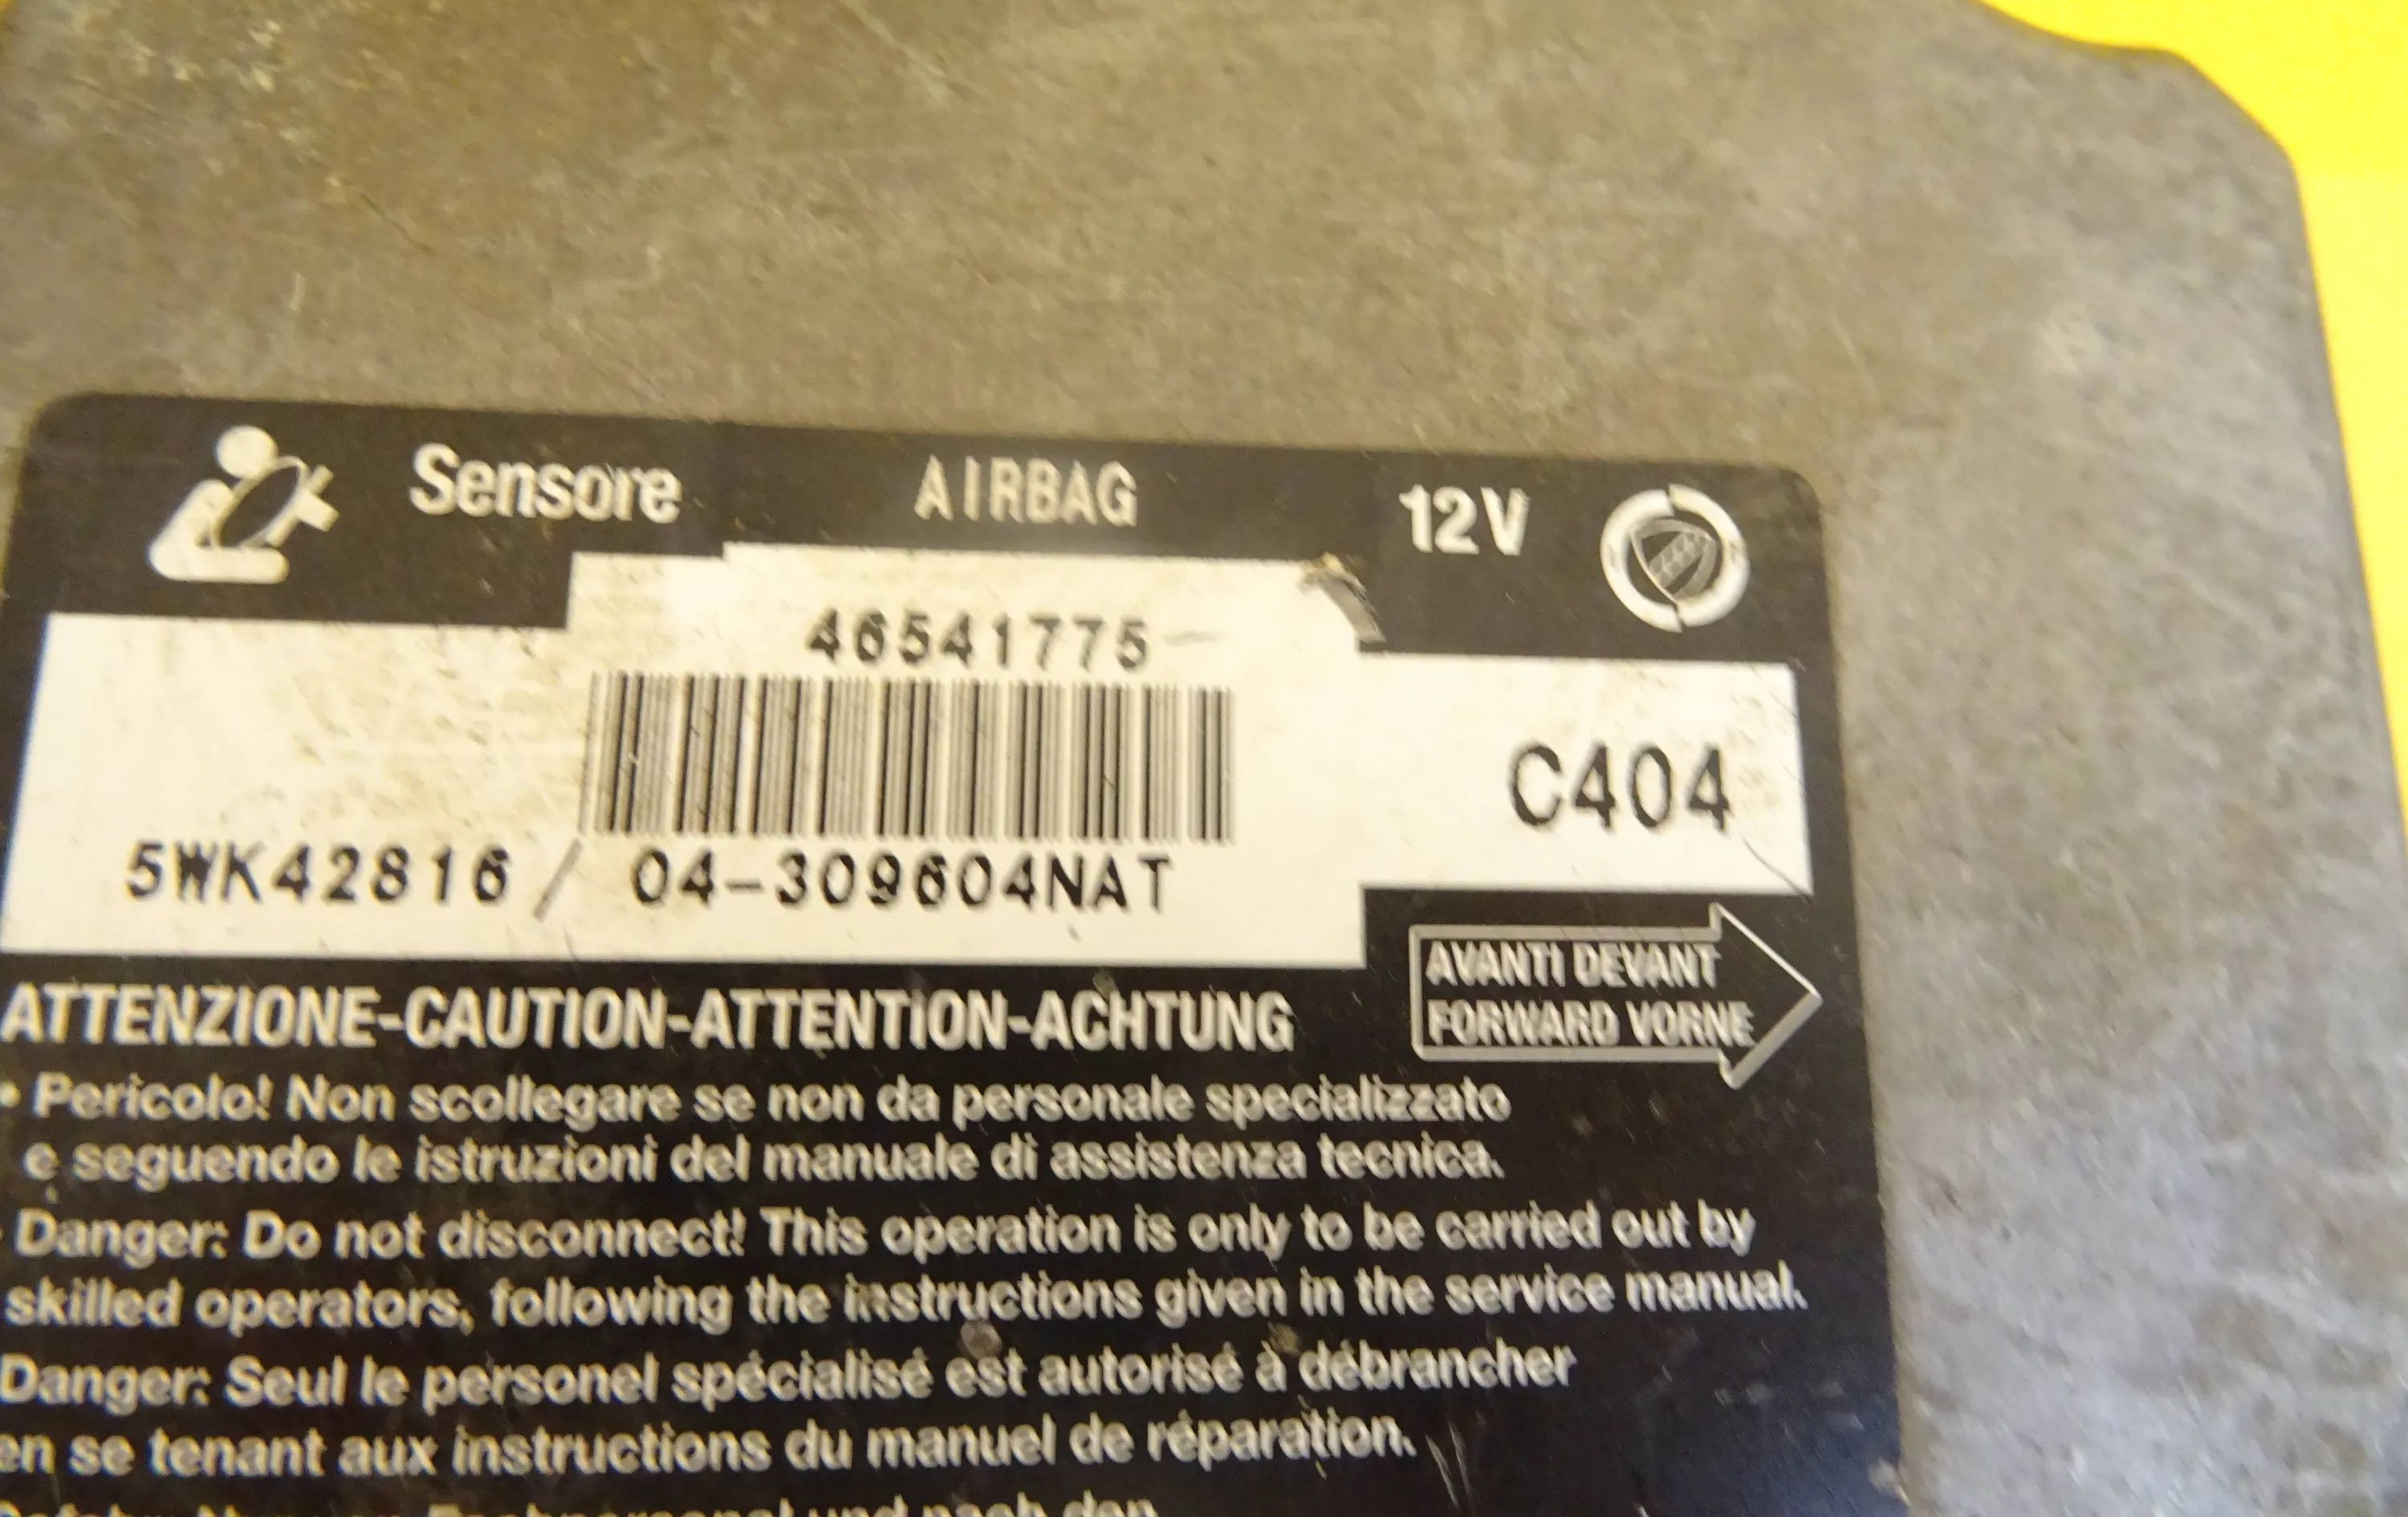 Sensore AIRBAG 12V
46541775
C404
5WK42816 / 04-309604NAT
ATTENZIONE-CAUTION-ATTENTION-ACHTUNG
AVANTI DEVANT
FORWARD VORNE
• Pericolo! Non scollegare se non da personale specializzato
e seguendo le istruzioni del manuale di assistenza tecnica.
Danger: Do not disconnect! This operation is only to be carried out by
skilled operators, following the instructions given in the service manual.
Danger: Seul le personel spécialisé est autorisé à débrancher
en se tenant aux instructions du manuel de réparation.
und nach den